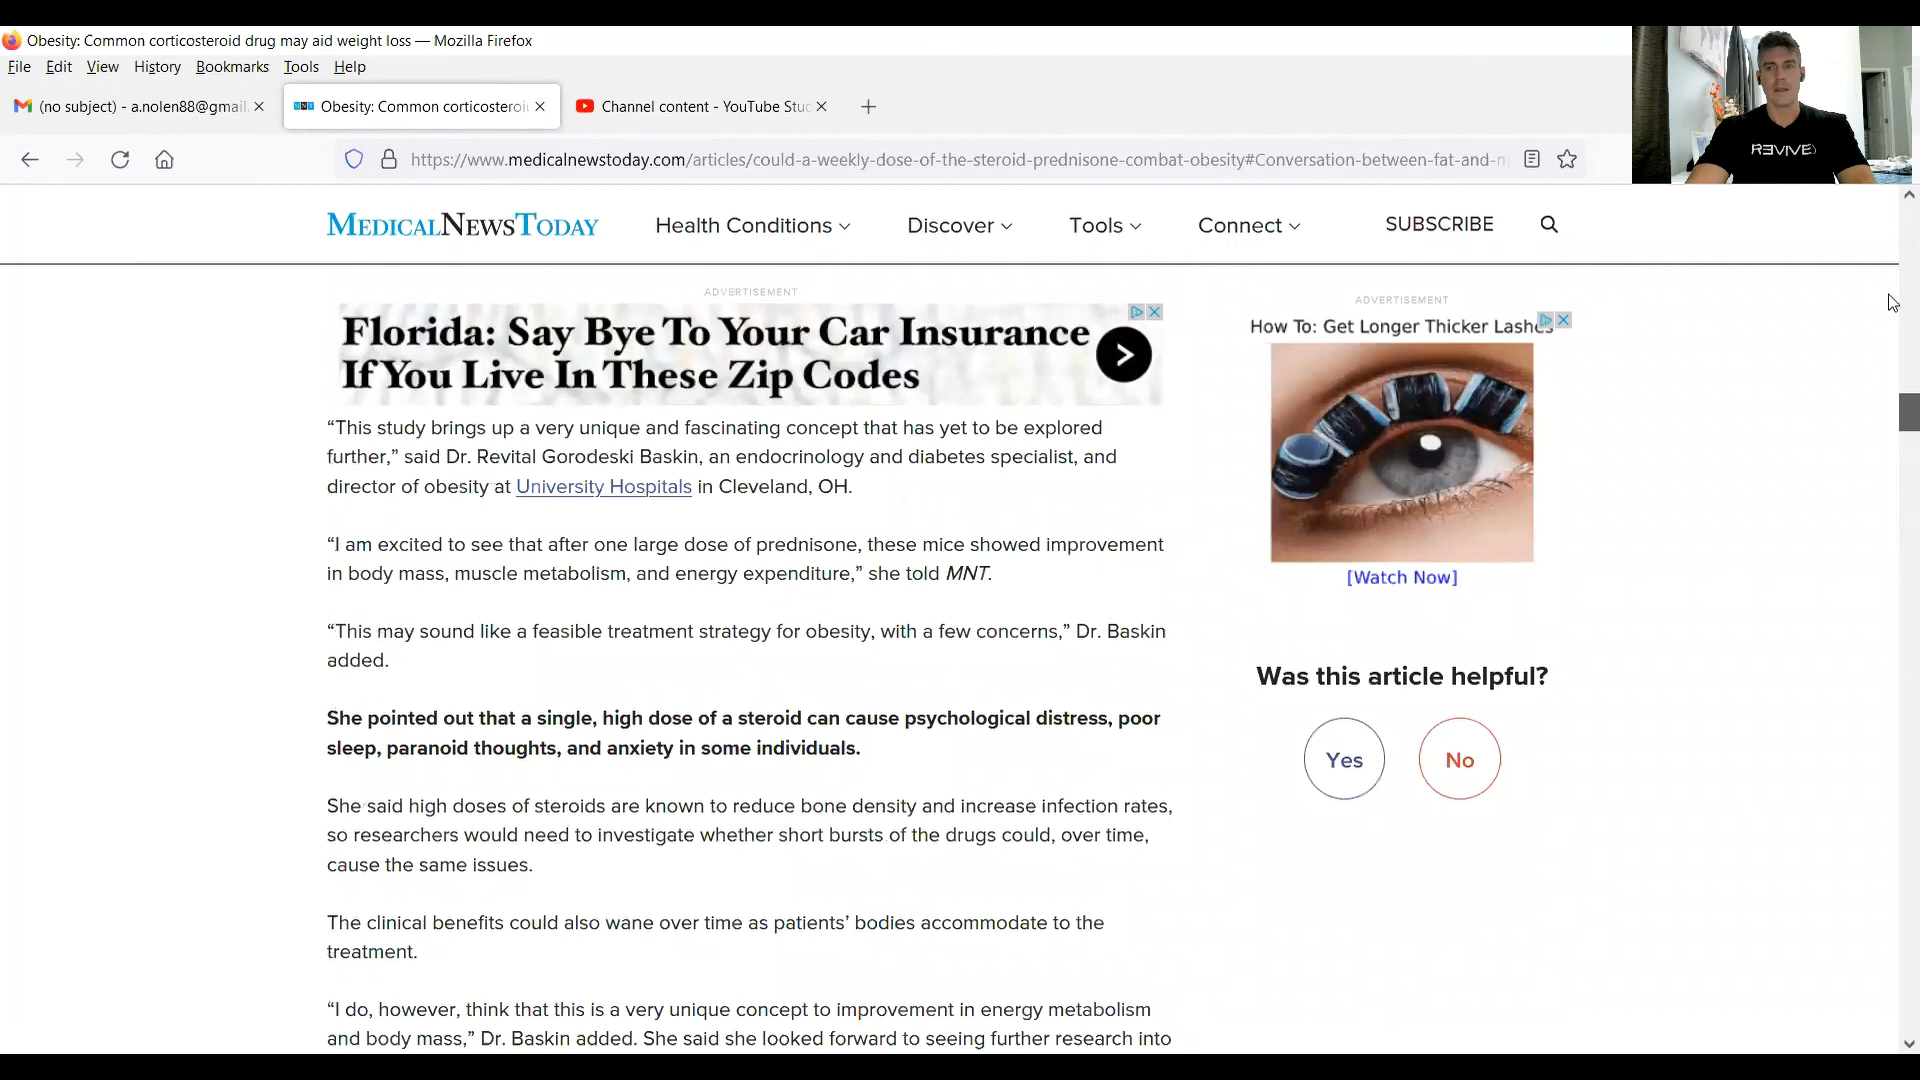 Obesity: Common corticosteroid drug may aid weight loss — Mozilla Firefox
File Edit View History Bookmarks Tools Help
(no subject) - a.nolen88@gmail.
Obesity: Common corticosteroi
Channel content - YouTube Stu
https://www.medicalnewstoday.com/articles/could-a-weekly-dose-of-the-steroid-prednisone-combat-obesity#Conversation-between-fat-and-m
REVIVE
MEDICALNEWSTODAY
Health Conditions
Discover
Tools
Connect
SUBSCRIBE
ADVERTISEMENT
Florida: Say Bye To Your Car Insurance
If You Live In These Zip Codes
“This study brings up a very unique and fascinating concept that has yet to be explored
further,” said Dr. Revital Gorodeski Baskin, an endocrinology and diabetes specialist, and
director of obesity at University Hospitals in Cleveland, OH.
“I am excited to see that after one large dose of prednisone, these mice showed improvement
in body mass, muscle metabolism, and energy expenditure,” she told MNT.
“This may sound like a feasible treatment strategy for obesity, with a few concerns,” Dr. Baskin
added.
She pointed out that a single, high dose of a steroid can cause psychological distress, poor
sleep, paranoid thoughts, and anxiety in some individuals.
She said high doses of steroids are known to reduce bone density and increase infection rates,
so researchers would need to investigate whether short bursts of the drugs could, over time,
cause the same issues.
The clinical benefits could also wane over time as patients’ bodies accommodate to the
treatment.
“I do, however, think that this is a very unique concept to improvement in energy metabolism
and body mass,” Dr. Baskin added. She said she looked forward to seeing further research into
ADVERTISEMENT
How To: Get Longer Thicker Lashes
[Watch Now]
Was this article helpful?
Yes
No